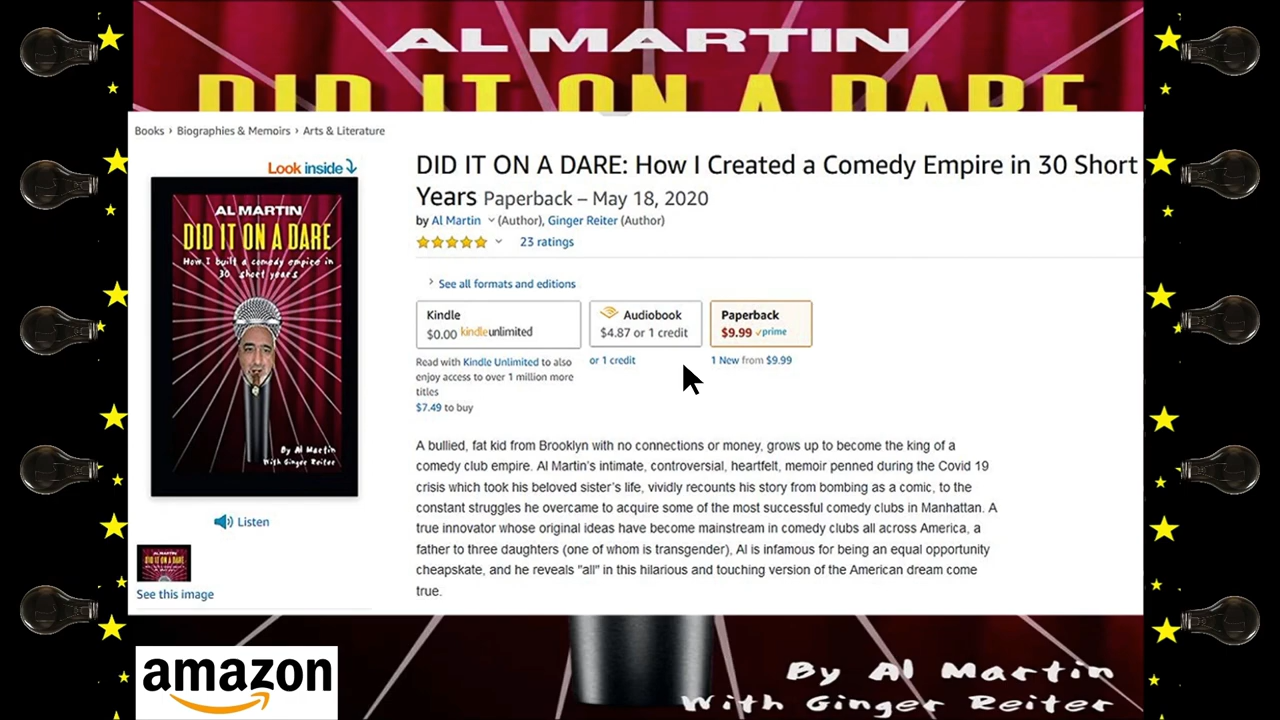 AL MARTIN
DID IT ON A DARE
Books › Biographies & Memoirs › Arts & Literature
Look inside
AL MARTIN
DID IT ON A DARE
How I built a comedy empire in
30 short years
By Al Martin
With Ginger Reiter
Listen
See this image
DID IT ON A DARE: How I Created a Comedy Empire in 30 Short
Years Paperback – May 18, 2020
by Al Martin (Author), Ginger Reiter (Author)
23 ratings
› See all formats and editions
Kindle
$0.00 kindleunlimited
Read with Kindle Unlimited to also
enjoy access to over 1 million more
titles
$7.49 to buy
Audiobook
$4.87 or 1 credit
or 1 credit
Paperback
$9.99 prime
1 New from $9.99
A bullied, fat kid from Brooklyn with no connections or money, grows up to become the king of a
comedy club empire. Al Martin's intimate, controversial, heartfelt, memoir penned during the Covid 19
crisis which took his beloved sister's life, vividly recounts his story from bombing as a comic, to the
constant struggles he overcame to acquire some of the most successful comedy clubs in Manhattan. A
true innovator whose original ideas have become mainstream in comedy clubs all across America, a
father to three daughters (one of whom is transgender), Al is infamous for being an equal opportunity
cheapskate, and he reveals "all" in this hilarious and touching version of the American dream come
true.
amazon
By Al Martin
With Ginger Reiter